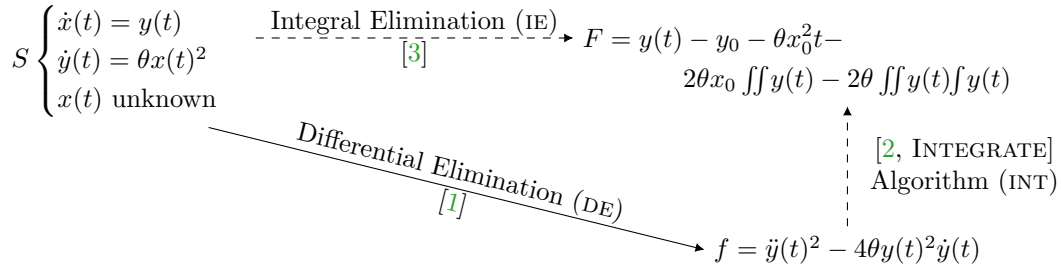 S { ẋ(t) = y(t)
ẏ(t) = θx(t)²
x(t) unknown
Integral Elimination (IE)
[3]
F = y(t) − y₀ − θx₀²t−
2θx₀ ∬ y(t) − 2θ ∬ y(t) ∫ y(t)
Differential Elimination (DE)
[1]
[2, INTEGRATE]
Algorithm (INT)
f = ÿ(t)² − 4θy(t)²ẏ(t)